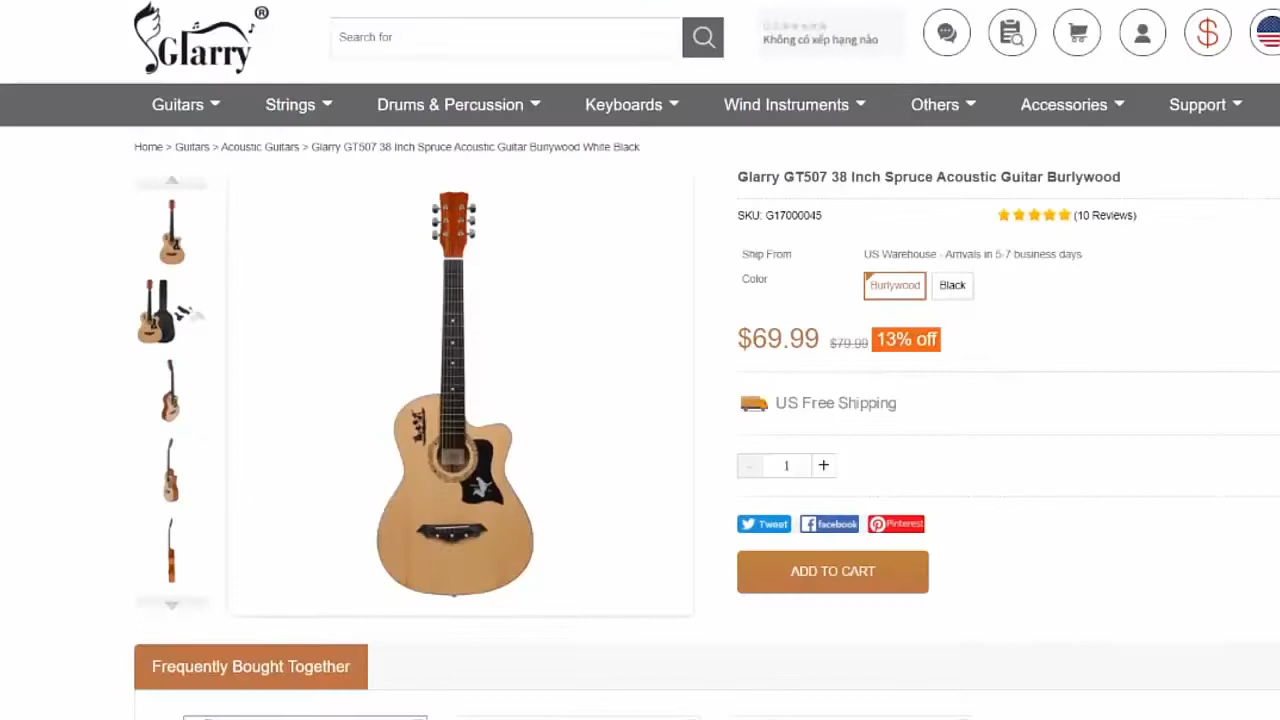 Glarry ®
Search for
Không có xếp hạng nào
Guitars Strings Drums & Percussion Keyboards Wind Instruments Others Accessories Support
Home > Guitars > Acoustic Guitars > Glarry GT507 38 Inch Spruce Acoustic Guitar Burlywood White Black
Glarry GT507 38 Inch Spruce Acoustic Guitar Burlywood
SKU: G17000045 (10 Reviews)
Ship From US Warehouse - Arrivals in 5-7 business days
Color Burlywood Black
$69.99 $79.99 13% off
US Free Shipping
- 1 +
Tweet facebook Pinterest
ADD TO CART
Frequently Bought Together